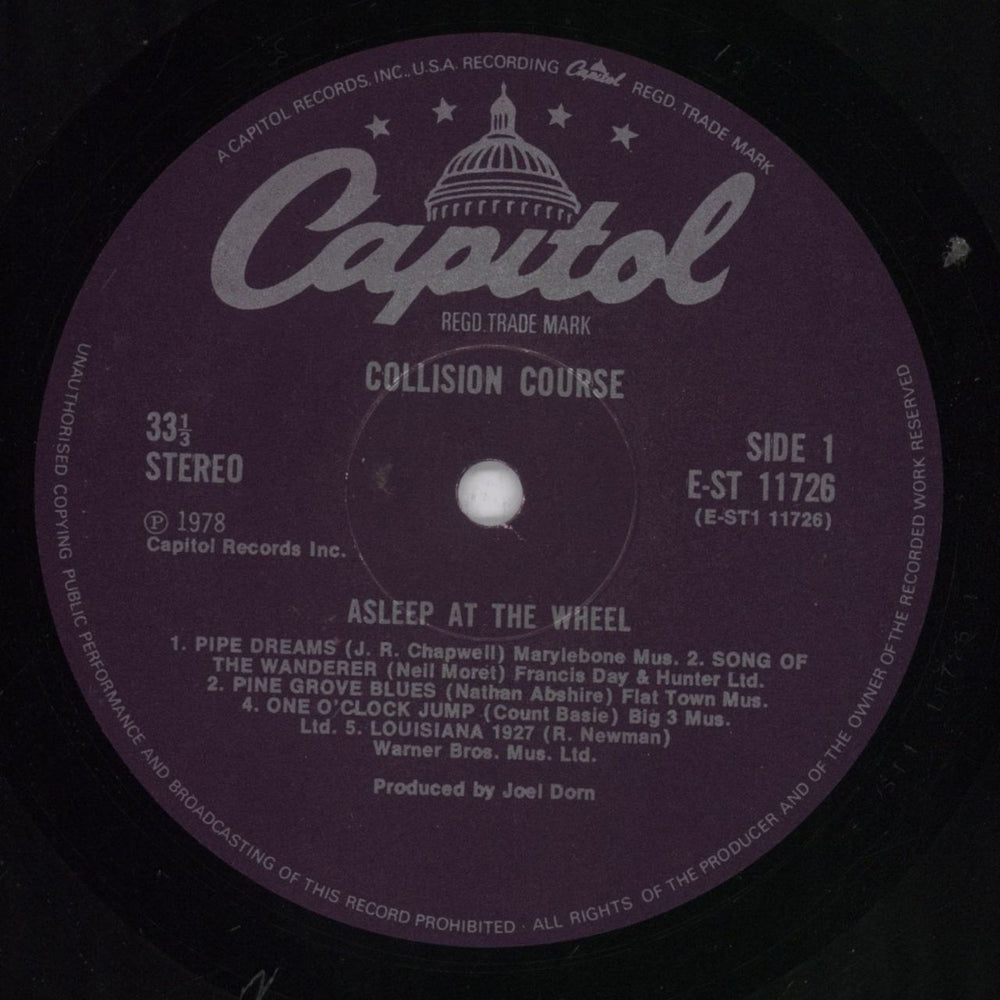 A CAPITOL RECORDS, INC., U.S.A. RECORDING Capitol REGD. TRADE MARK
Capitol
REGD. TRADE MARK
COLLISION COURSE
33⅓
STEREO
SIDE 1
E-ST 11726
(E-ST1 11726)
℗ 1978
Capitol Records Inc.
ASLEEP AT THE WHEEL
1. PIPE DREAMS (J. R. Chapwell) Marylebone Mus. 2. SONG OF
THE WANDERER (Neil Moret) Francis Day & Hunter Ltd.
2. PINE GROVE BLUES (Nathan Abshire) Flat Town Mus.
4. ONE O'CLOCK JUMP (Count Basie) Big 3 Mus.
Ltd. 5. LOUISIANA 1927 (R. Newman)
Warner Bros. Mus. Ltd.
Produced by Joel Dorn
UNAUTHORISED COPYING PUBLIC PERFORMANCE AND BROADCASTING OF THIS RECORD PROHIBITED · ALL RIGHTS OF THE PRODUCER AND OF THE OWNER OF THE RECORDED WORK RESERVED